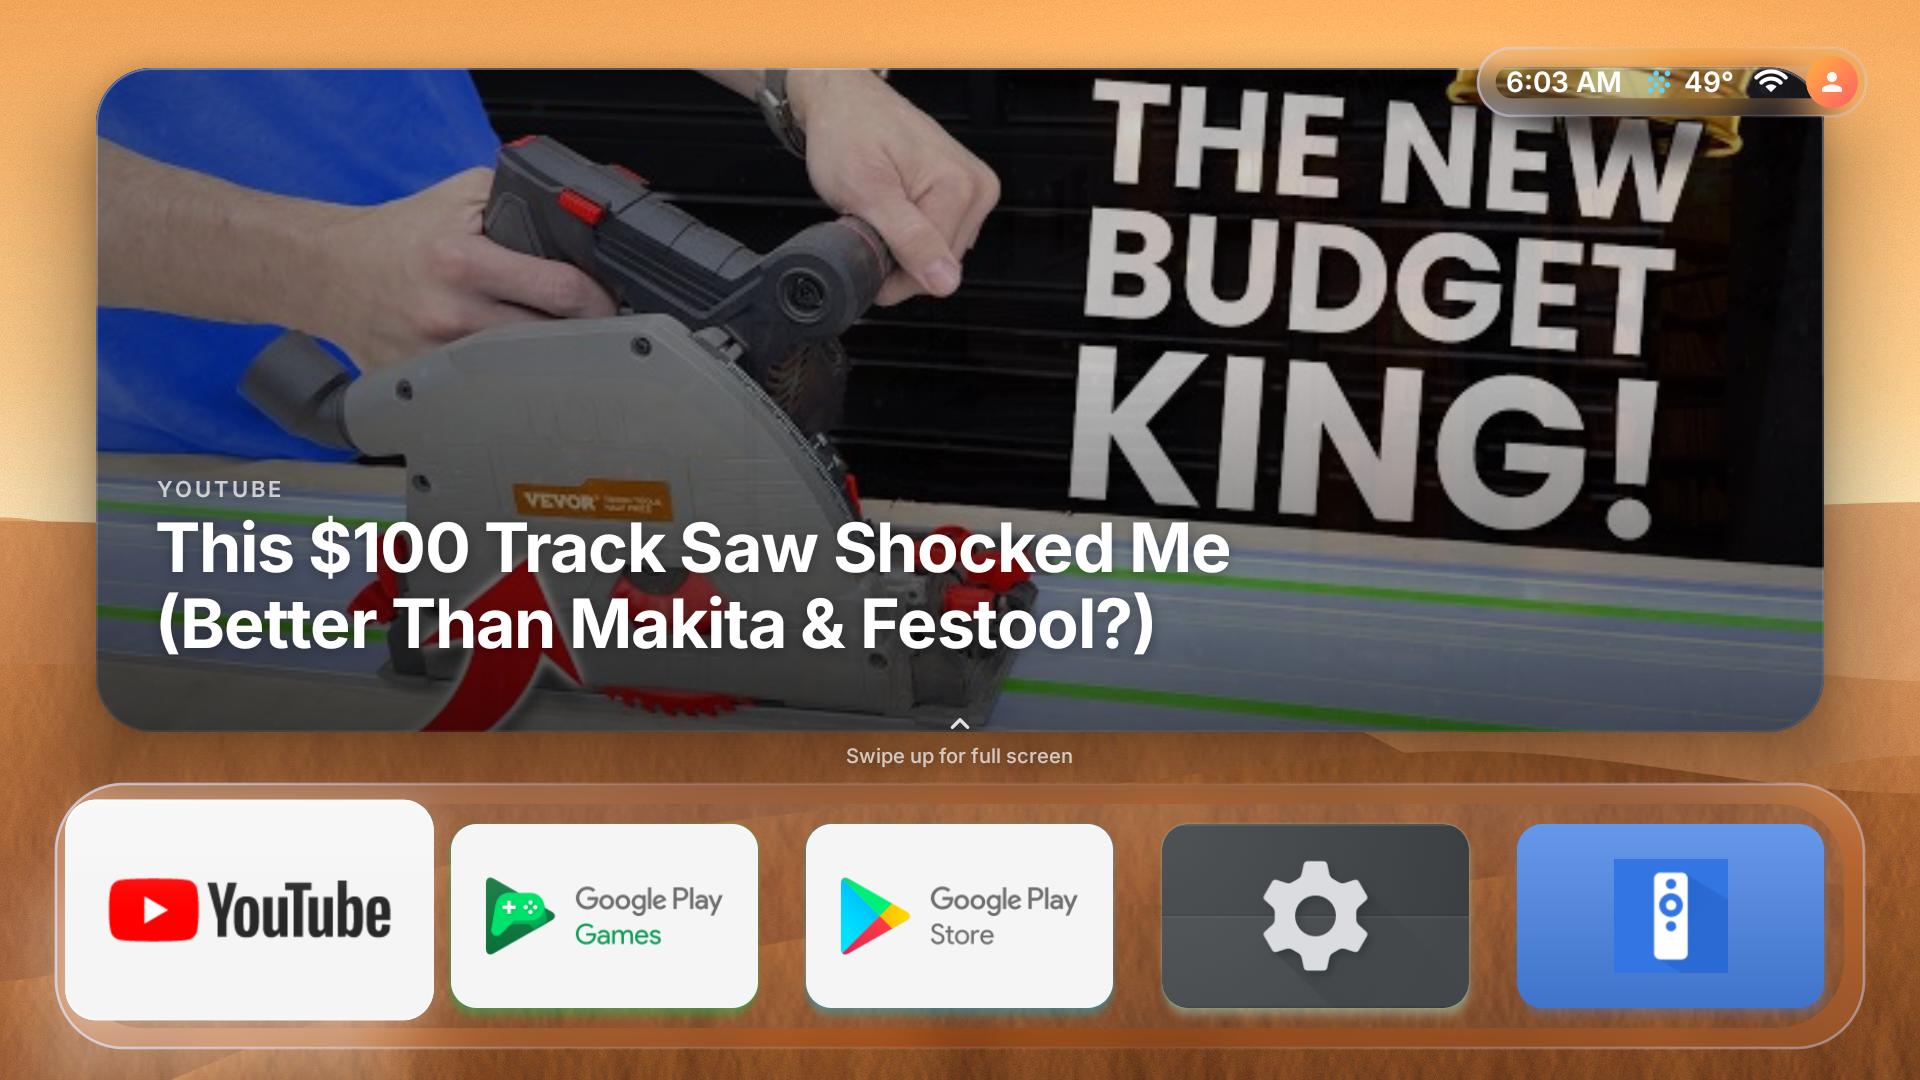 6:03 AM 49°
THE NEW
BUDGET
KING!
VEVOR
YOUTUBE
This $100 Track Saw Shocked Me
(Better Than Makita & Festool?)
Swipe up for full screen
YouTube
Google Play
Games
Google Play
Store